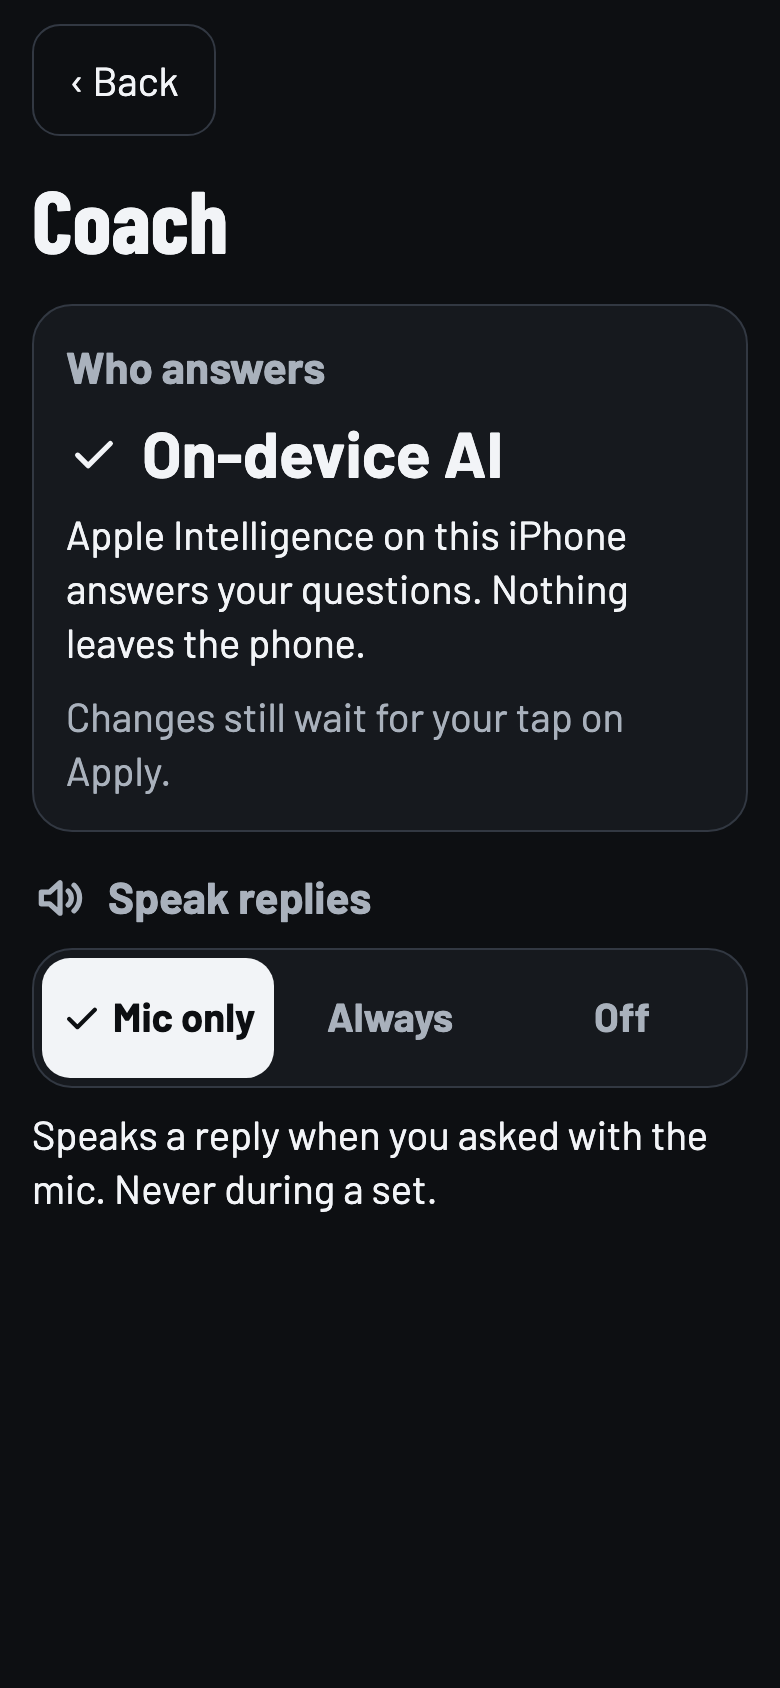 ‹ Back
Coach
Who answers
On-device AI
Apple Intelligence on this iPhone
answers your questions. Nothing
leaves the phone.
Changes still wait for your tap on
Apply.
Speak replies
Mic only Always Off
Speaks a reply when you asked with the
mic. Never during a set.